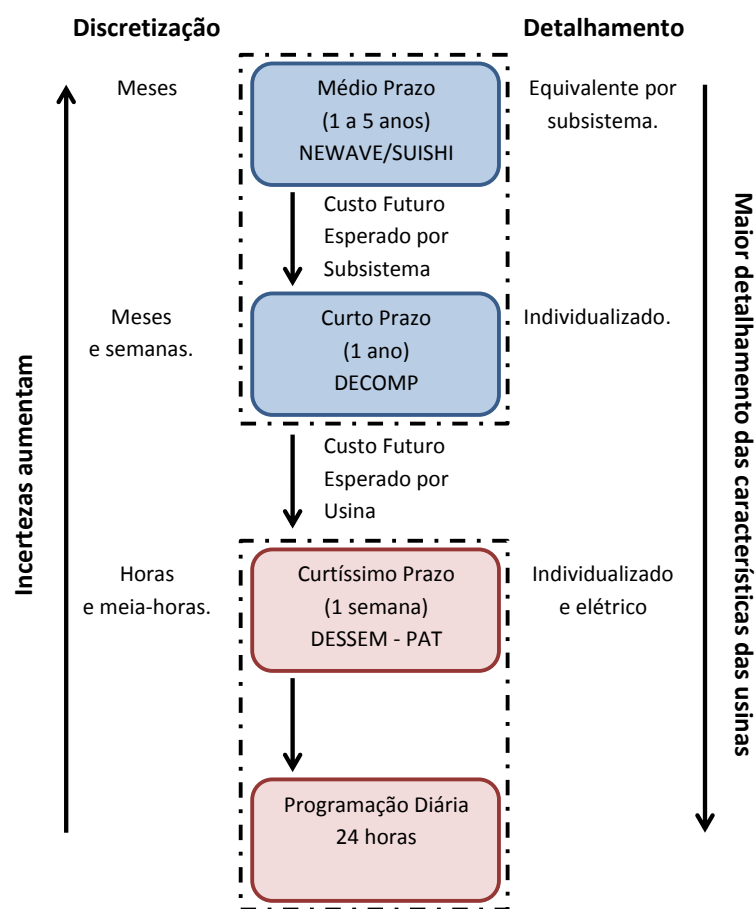 Discretização
Detalhamento
Meses
Médio Prazo
(1 a 5 anos)
NEWAVE/SUISHI
Equivalente por
subsistema.
Custo Futuro
Esperado por
Subsistema
Meses
e semanas.
Curto Prazo
(1 ano)
DECOMP
Individualizado.
Custo Futuro
Esperado por
Usina
Horas
e meia-horas.
Curtíssimo Prazo
(1 semana)
DESSEM - PAT
Individualizado
e elétrico
Programação Diária
24 horas
Incertezas aumentam
Maior detalhamento das características das usinas